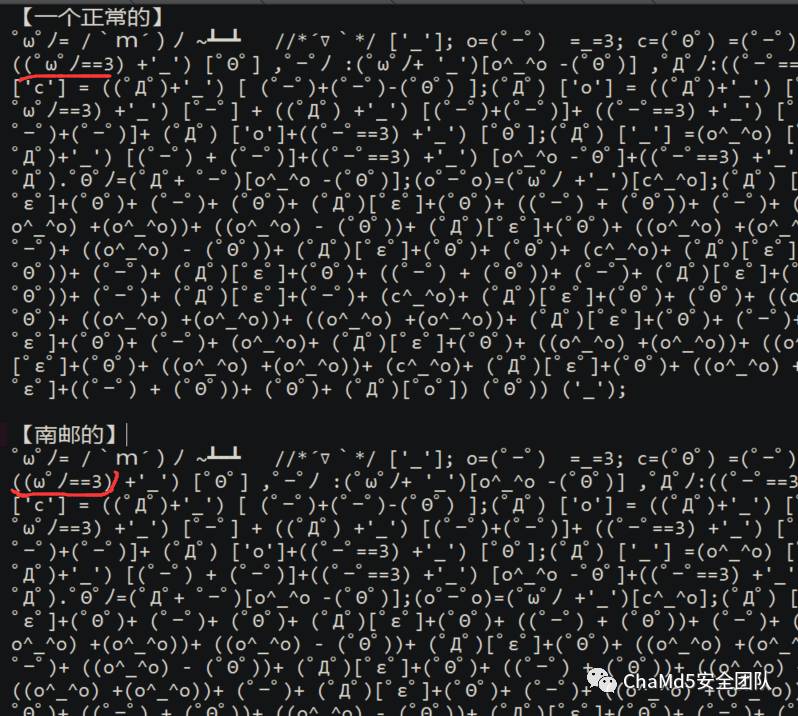 【一个正常的】
ﾟωﾟﾉ= /｀ｍ´）ﾉ ~┻━┻   //*´∇｀*/ ['_']; o=(ﾟｰﾟ)  =_=3; c=(ﾟΘﾟ) =(ﾟｰﾟ)
((ﾟωﾟﾉ==3) +'_') [ﾟΘﾟ] ,ﾟｰﾟﾉ :(ﾟωﾟﾉ+ '_')[o^_^o -(ﾟΘﾟ)] ,ﾟДﾟﾉ:((ﾟｰﾟ==
['c'] = ((ﾟДﾟ)+'_') [ (ﾟｰﾟ)+(ﾟｰﾟ)-(ﾟΘﾟ) ];(ﾟДﾟ) ['o'] = ((ﾟДﾟ)+'_') [ﾟ
ωﾟﾉ==3) +'_') [ﾟｰﾟ] + ((ﾟДﾟ) +'_') [(ﾟｰﾟ)+(ﾟｰﾟ)]+ ((ﾟｰﾟ==3) +'_') [ﾟ
ｰﾟ)+(ﾟｰﾟ)]+ (ﾟДﾟ) ['o']+((ﾟｰﾟ==3) +'_') [ﾟΘﾟ];(ﾟДﾟ) ['_'] =(o^_^o) [ﾟ
Дﾟ)+'_') [(ﾟｰﾟ) + (ﾟｰﾟ)]+((ﾟｰﾟ==3) +'_') [o^_^o -ﾟΘﾟ]+((ﾟｰﾟ==3) +'_'
Дﾟ).ﾟΘﾟﾉ=(ﾟДﾟ+ ﾟｰﾟ)[o^_^o -(ﾟΘﾟ)];(oﾟｰﾟo)=(ﾟωﾟﾉ +'_')[c^_^o];(ﾟДﾟ) [
ﾟεﾟ]+(ﾟΘﾟ)+ (ﾟｰﾟ)+ (ﾟΘﾟ)+ (ﾟДﾟ)[ﾟεﾟ]+(ﾟΘﾟ)+ ((ﾟｰﾟ) + (ﾟΘﾟ))+ (ﾟｰﾟ)+ (
o^_^o) +(o^_^o))+ ((o^_^o) - (ﾟΘﾟ))+ (ﾟДﾟ)[ﾟεﾟ]+(ﾟΘﾟ)+ ((o^_^o) +(o^_
ﾟｰﾟ)+ ((o^_^o) - (ﾟΘﾟ))+ (ﾟДﾟ)[ﾟεﾟ]+(ﾟΘﾟ)+ (ﾟΘﾟ)+ (c^_^o)+ (ﾟДﾟ)[ﾟεﾟ]
ﾟΘﾟ))+ (ﾟｰﾟ)+ (ﾟДﾟ)[ﾟεﾟ]+(ﾟΘﾟ)+ ((ﾟｰﾟ) + (ﾟΘﾟ))+ (ﾟｰﾟ)+ (ﾟДﾟ)[ﾟεﾟ]+(
ﾟΘﾟ))+ (ﾟｰﾟ)+ (ﾟДﾟ)[ﾟεﾟ]+(ﾟｰﾟ)+ (c^_^o)+ (ﾟДﾟ)[ﾟεﾟ]+(ﾟΘﾟ)+ (ﾟΘﾟ)+ ((o
ﾟΘﾟ)+ ((o^_^o) +(o^_^o))+ ((o^_^o) +(o^_^o))+ (ﾟДﾟ)[ﾟεﾟ]+(ﾟΘﾟ)+ (ﾟｰﾟ)+
εﾟ]+(ﾟΘﾟ)+ (ﾟｰﾟ)+ (o^_^o)+ (ﾟДﾟ)[ﾟεﾟ]+(ﾟΘﾟ)+ ((o^_^o) +(o^_^o))+ ((o^
[ﾟεﾟ]+(ﾟΘﾟ)+ ((o^_^o) +(o^_^o))+ (c^_^o)+ (ﾟДﾟ)[ﾟεﾟ]+(ﾟΘﾟ)+ ((o^_^o) +
εﾟ]+((ﾟｰﾟ) + (ﾟΘﾟ))+ (ﾟΘﾟ)+ (ﾟДﾟ)[ﾟoﾟ]) (ﾟΘﾟ)) ('_');
【南邮的】
ﾟωﾟﾉ= /｀ｍ´）ﾉ ~┻━┻   //*´∇｀*/ ['_']; o=(ﾟｰﾟ)  =_=3; c=(ﾟΘﾟ) =(ﾟｰﾟ)
((ωﾟﾉ==3) +'_') [ﾟΘﾟ] ,ﾟｰﾟﾉ :(ﾟωﾟﾉ+ '_')[o^_^o -(ﾟΘﾟ)] ,ﾟДﾟﾉ:((ﾟｰﾟ==3
['c'] = ((ﾟДﾟ)+'_') [ (ﾟｰﾟ)+(ﾟｰﾟ)-(ﾟΘﾟ) ];(ﾟДﾟ) ['o'] = ((ﾟДﾟ)+'_') [ﾟ
ωﾟﾉ==3) +'_') [ﾟｰﾟ] + ((ﾟДﾟ) +'_') [(ﾟｰﾟ)+(ﾟｰﾟ)]+ ((ﾟｰﾟ==3) +'_') [ﾟ
ｰﾟ)+(ﾟｰﾟ)]+ (ﾟДﾟ) ['o']+((ﾟｰﾟ==3) +'_') [ﾟΘﾟ];(ﾟДﾟ) ['_'] =(o^_^o) [ﾟ
Дﾟ)+'_') [(ﾟｰﾟ) + (ﾟｰﾟ)]+((ﾟｰﾟ==3) +'_') [o^_^o -ﾟΘﾟ]+((ﾟｰﾟ==3) +'_'
Дﾟ).ﾟΘﾟﾉ=(ﾟДﾟ+ ﾟｰﾟ)[o^_^o -(ﾟΘﾟ)];(oﾟｰﾟo)=(ﾟωﾟﾉ +'_')[c^_^o];(ﾟДﾟ) [
ﾟεﾟ]+(ﾟΘﾟ)+ (ﾟｰﾟ)+ (ﾟΘﾟ)+ (ﾟДﾟ)[ﾟεﾟ]+(ﾟΘﾟ)+ ((ﾟｰﾟ) + (ﾟΘﾟ))+ (ﾟｰﾟ)+ (
o^_^o) +(o^_^o))+ ((o^_^o) - (ﾟΘﾟ))+ (ﾟДﾟ)[ﾟεﾟ]+(ﾟΘﾟ)+ ((o^_^o) +(o^_
ﾟｰﾟ)+ ((o^_^o) - (ﾟΘﾟ))+ (ﾟДﾟ)[ﾟεﾟ]+(ﾟΘﾟ)+ ((ﾟｰﾟ) + (ﾟΘﾟ))+ ((o^_^o)
((o^_^o) +(o^_^o))+ (ﾟｰﾟ)+ (ﾟДﾟ)[ﾟεﾟ]+(ﾟΘﾟ)+
ChaMd5安全团队